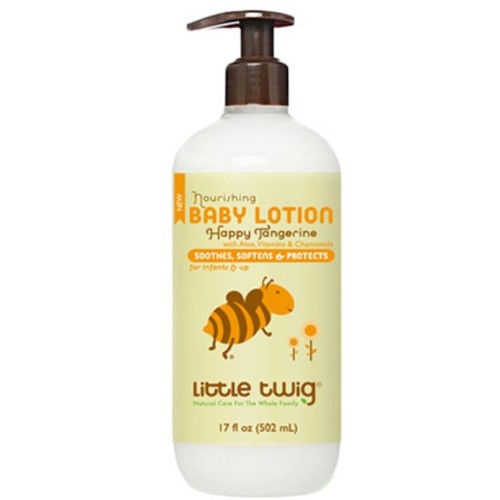 NEW
Nourishing
BABY LOTION
Happy Tangerine
with Aloe, Vitamins & Chamomile
SOOTHES, SOFTENS & PROTECTS
for infants & up
little twig®
Natural Care For The Whole Family
17 fl oz (502 mL)